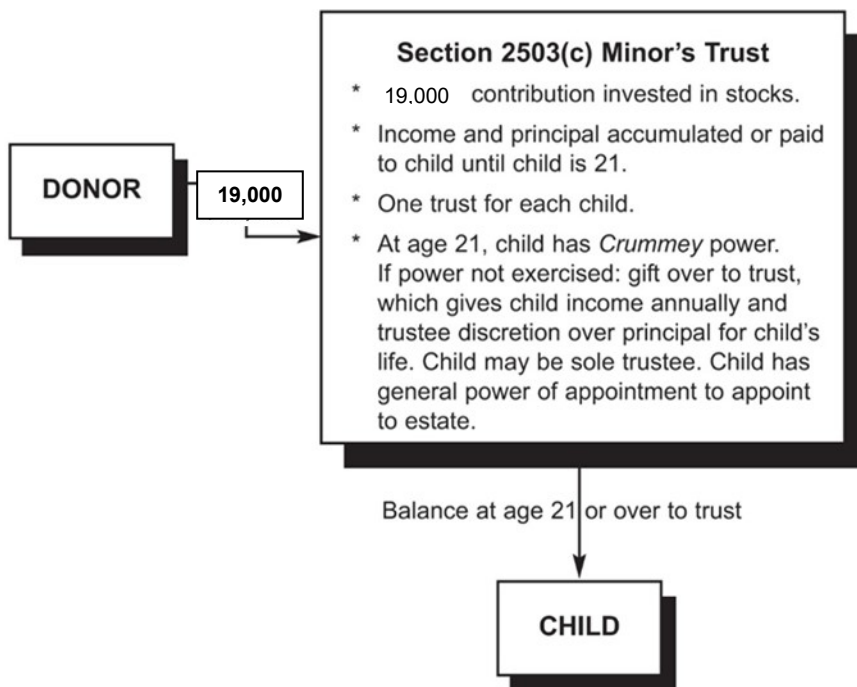 Section 2503(c) Minor's Trust
* 19.000 contribution invested in stocks.
* Income and principal accumulated or paid
to child until child is 21.
* One trust for each child.
* At age 21, child has Crummey power.
If power not exercised: gift over to trust,
which gives child income annually and
trustee discretion over principal for child's
life. Child may be sole trustee. Child has
general power of appointment to appoint
to estate.
DONOR
19,000
Balance at age 21 or over to trust
CHILD